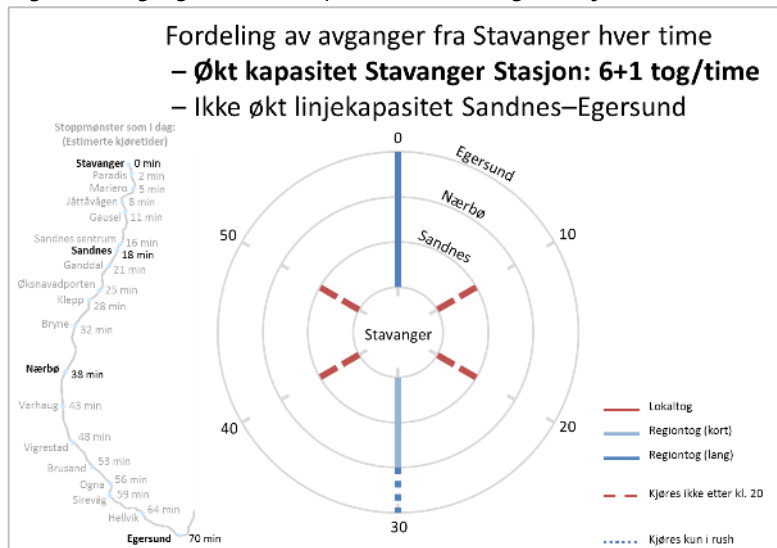 Fordeling av avganger fra Stavanger hver time
– Økt kapasitet Stavanger Stasjon: 6+1 tog/time
– Ikke økt linjekapasitet Sandnes–Egersund
Stoppmønster som i dag:
(Estimerte kjøretider)
Stavanger 0 min
Paradis 2 min
Mariero 5 min
Jåttåvågen 8 min
Gausel 11 min
Sandnes sentrum 16 min
Sandnes 18 min
Ganddal 21 min
Øksnavadporten 25 min
Klepp 28 min
Bryne 32 min
Nærbø 38 min
Varhaug 43 min
Vigrestad 48 min
Brusand 53 min
Ogna 56 min
Sirevåg 59 min
Hellvik 64 min
Egersund 70 min
0
10
20
30
40
50
Egersund
Nærbø
Sandnes
Stavanger
Lokaltog
Regiontog (kort)
Regiontog (lang)
Kjøres ikke etter kl. 20
Kjøres kun i rush